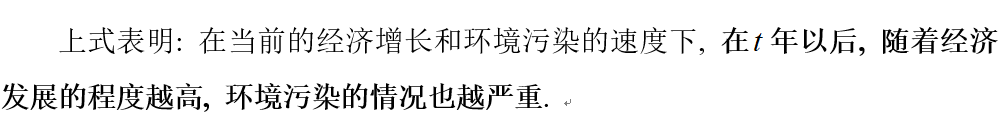 上式表明: 在当前的经济增长和环境污染的速度下, 在 t 年以后, 随着经济
发展的程度越高, 环境污染的情况也越严重.